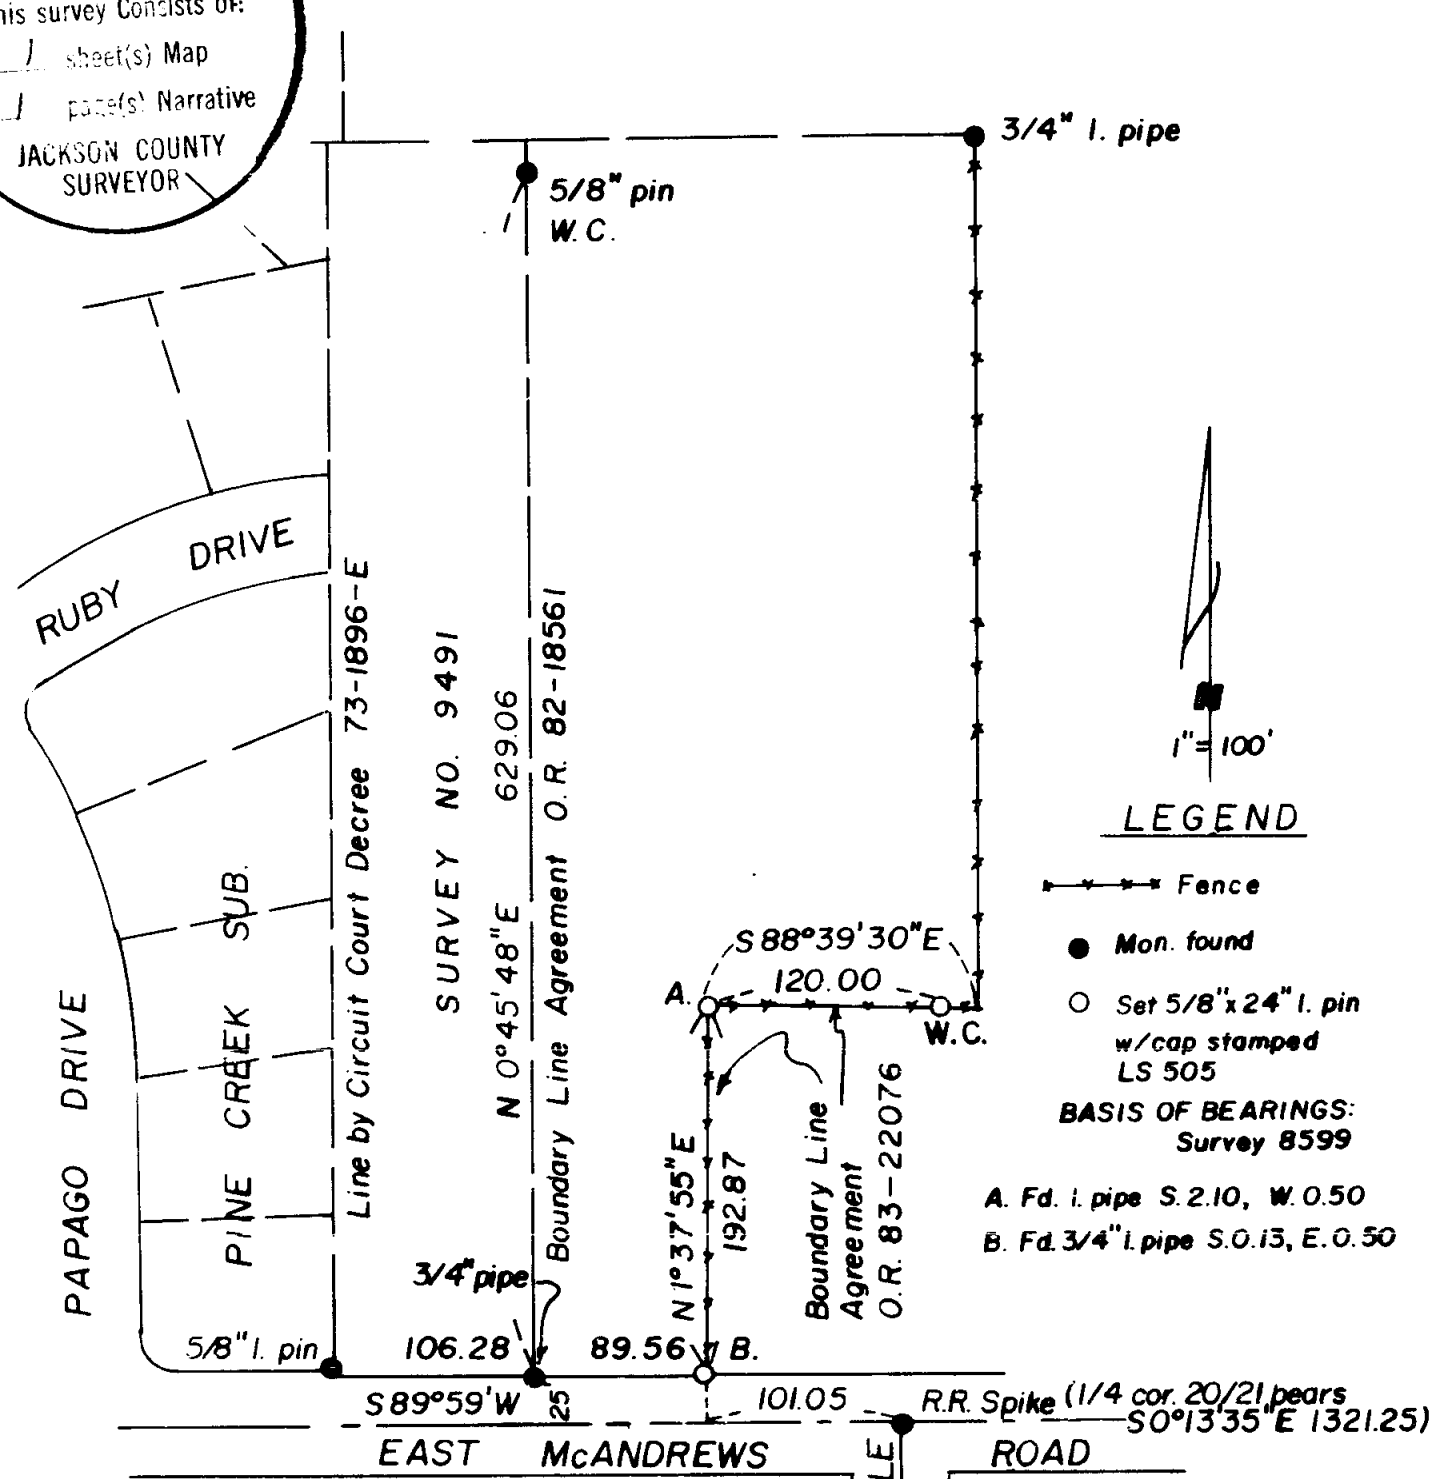 his survey Consists of:
1 sheet(s) Map
1 page(s) Narrative
JACKSON COUNTY
SURVEYOR
3/4" I. pipe
5/8" pin
W.C.
RUBY DRIVE
Line by Circuit Court Decree 73-1896-E
SURVEY NO. 9491
N 0°45'48"E 629.06
Boundary Line Agreement O.R. 82-18561
PINE CREEK SUB.
PAPAGO DRIVE
N
1"=100'
LEGEND
Fence
Mon. found
Set 5/8"x24" I. pin
w/cap stamped
LS 505
BASIS OF BEARINGS:
Survey 8599
A. Fd. i. pipe S.2.10, W.0.50
B. Fd. 3/4" i. pipe S.0.13, E.0.50
S88°39'30"E
120.00
A.
W.C.
N1°37'55"E
192.87
Boundary Line
Agreement
O.R. 83-22076
3/4" pipe
5/8" I. pin
106.28
89.56
B.
S89°59'W
25
101.05
R.R. Spike (1/4 cor. 20/21 bears
S0°13'35"E 1321.25)
EAST McANDREWS ROAD
LE